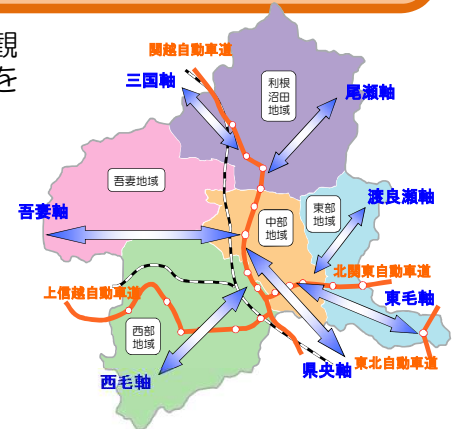 観
を
関越自動車道
三国軸
利根
沼田
地域
尾瀬軸
吾妻地域
東部
地域
渡良瀬軸
吾妻軸
中部
地域
北関東自動車道
上信越自動車道
東毛軸
西部
地域
県央軸
東北自動車道
西毛軸